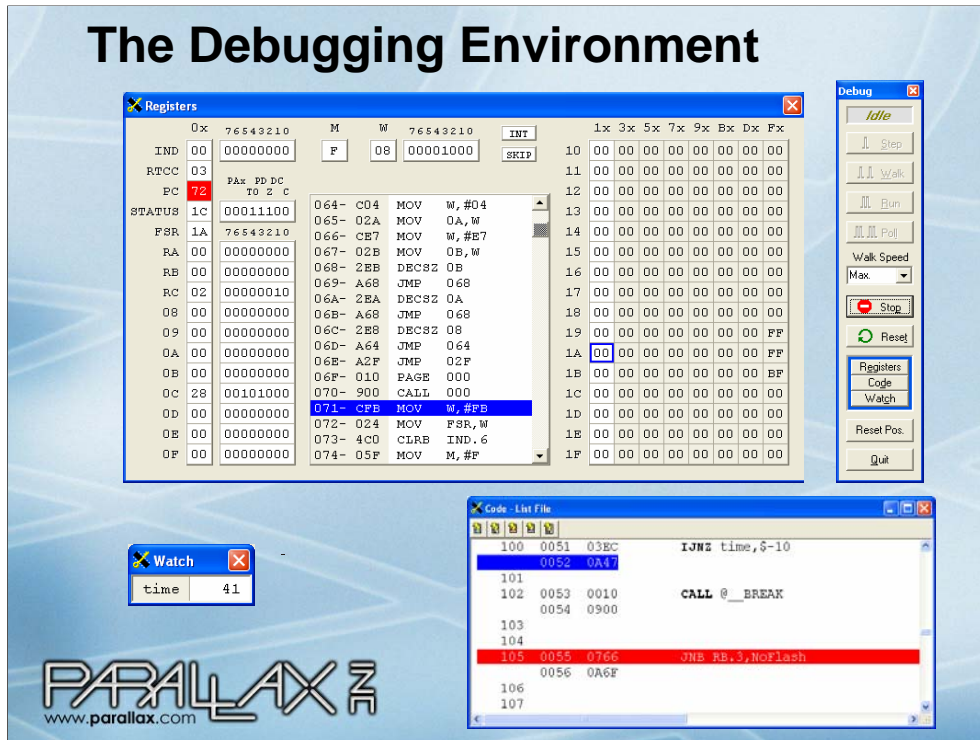 The Debugging Environment
Registers
0x 76543210 M W 76543210 INT 1x 3x 5x 7x 9x Bx Dx Fx
IND 00 00000000 F 08 00001000 SKIP 10 00 00 00 00 00 00 00 00
RTCC 03 11 00 00 00 00 00 00 00 00
PAx PD DC
PC 72 TO Z C 12 00 00 00 00 00 00 00 00
STATUS 1C 00011100 13 00 00 00 00 00 00 00 00
FSR 1A 76543210 14 00 00 00 00 00 00 00 00
RA 00 00000000 15 00 00 00 00 00 00 00 00
RB 00 00000000 16 00 00 00 00 00 00 00 00
RC 02 00000010 17 00 00 00 00 00 00 00 00
08 00 00000000 18 00 00 00 00 00 00 00 00
09 00 00000000 19 00 00 00 00 00 00 00 FF
0A 00 00000000 1A 00 00 00 00 00 00 00 FF
0B 00 00000000 1B 00 00 00 00 00 00 00 BF
0C 28 00101000 1C 00 00 00 00 00 00 00 00
0D 00 00000000 1D 00 00 00 00 00 00 00 00
0E 00 00000000 1E 00 00 00 00 00 00 00 00
0F 00 00000000 1F 00 00 00 00 00 00 00 00
064- C04 MOV W,#04
065- 02A MOV 0A,W
066- CE7 MOV W,#E7
067- 02B MOV 0B,W
068- 2EB DECSZ 0B
069- A68 JMP 068
06A- 2EA DECSZ 0A
06B- A68 JMP 068
06C- 2E8 DECSZ 08
06D- A64 JMP 064
06E- A2F JMP 02F
06F- 010 PAGE 000
070- 900 CALL 000
071- CFB MOV W,#FB
072- 024 MOV FSR,W
073- 4C0 CLRB IND.6
074- 05F MOV M,#F
Debug
Idle
Step
Walk
Run
Poll
Walk Speed
Max.
Stop
Reset
Registers
Code
Watch
Reset Pos.
Quit
Watch
time 41
Code - List File
100 0051 03EC IJNZ time,$-10
0052 0A47
101
102 0053 0010 CALL @__BREAK
0054 0900
103
104
105 0055 0766 JNB RB.3,NoFlash
0056 0A6F
106
107
PARALLAX INC
www.parallax.com